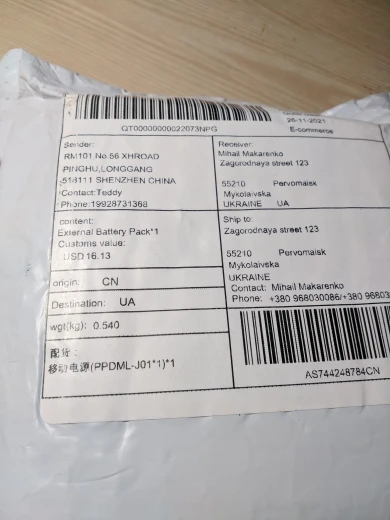 26-11-2021
QT00000000022073NPG
E-commerce
Sender:
RM101 No.56 XHROAD
PINGHU,LONGGANG
518111 SHENZHEN CHINA
Contact:Teddy
Phone:19928731368
Receiver:
Mihail Makarenko
Zagorodnaya street 123
55210 Pervomaisk
Mykolaivska
UKRAINE UA
content:
External Battery Pack*1
Customs value:
USD 16.13
Ship to:
Zagorodnaya street 123
55210 Pervomaisk
Mykolaivska
UKRAINE
Contact: Mihail Makarenko
Phone: +380 968030086/+380 96803
origin: CN
Destination: UA
wgt(kg): 0.540
配货:
移动电源(PPDML-J01*1)*1
AS744248784CN